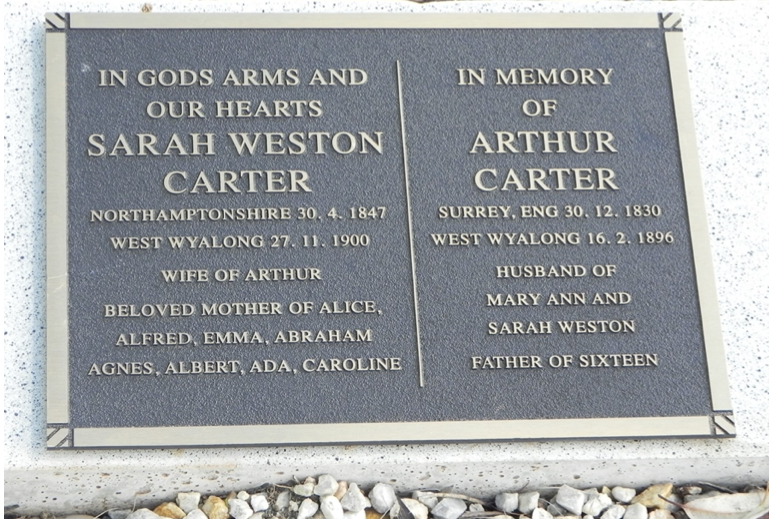 IN GODS ARMS AND
OUR HEARTS
SARAH WESTON
CARTER
NORTHAMPTONSHIRE 30. 4. 1847
WEST WYALONG 27. 11. 1900
WIFE OF ARTHUR
BELOVED MOTHER OF ALICE,
ALFRED, EMMA, ABRAHAM
AGNES, ALBERT, ADA, CAROLINE
IN MEMORY
OF
ARTHUR
CARTER
SURREY, ENG 30. 12. 1830
WEST WYALONG 16. 2. 1896
HUSBAND OF
MARY ANN AND
SARAH WESTON
FATHER OF SIXTEEN